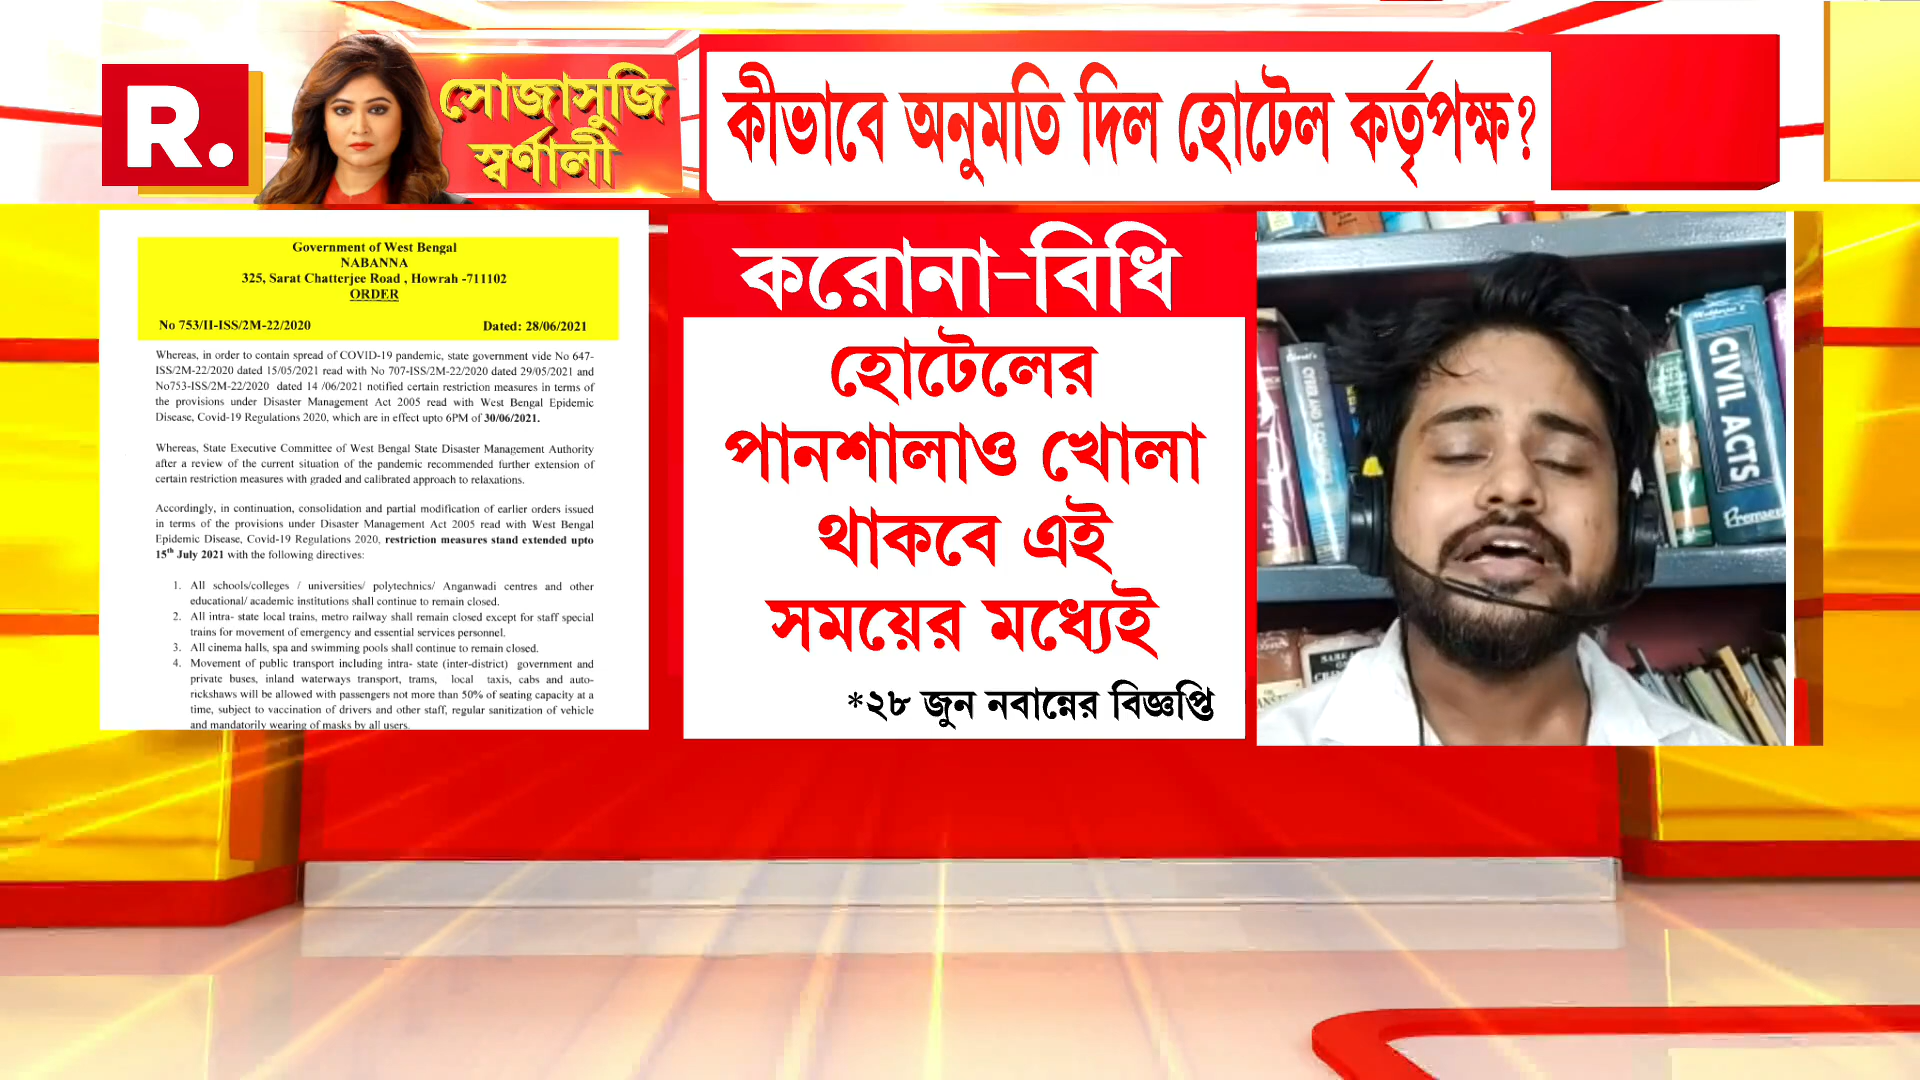 R.
সোজাসুজি
স্বর্ণালী
কীভাবে অনুমতি দিল হোটেল কর্তৃপক্ষ?
Government of West Bengal
NABANNA
325, Sarat Chatterjee Road , Howrah -711102
ORDER
No 753/II-ISS/2M-22/2020 Dated: 28/06/2021
Whereas, in order to contain spread of COVID-19 pandemic, state government vide No 647-
ISS/2M-22/2020 dated 15/05/2021 read with No 707-ISS/2M-22/2020 dated 29/05/2021 and
No753-ISS/2M-22/2020 dated 14 /06/2021 notified certain restriction measures in terms of
the provisions under Disaster Management Act 2005 read with West Bengal Epidemic
Disease, Covid-19 Regulations 2020, which are in effect upto 6PM of 30/06/2021.
Whereas, State Executive Committee of West Bengal State Disaster Management Authority
after a review of the current situation of the pandemic recommended further extension of
certain restriction measures with graded and calibrated approach to relaxations.
Accordingly, in continuation, consolidation and partial modification of earlier orders issued
in terms of the provisions under Disaster Management Act 2005 read with West Bengal
Epidemic Disease, Covid-19 Regulations 2020, restriction measures stand extended upto
15th July 2021 with the following directives:
1. All schools/colleges / universities/ polytechnics/ Anganwadi centres and other
educational/ academic institutions shall continue to remain closed.
2. All intra- state local trains, metro railway shall remain closed except for staff special
trains for movement of emergency and essential services personnel.
3. All cinema halls, spa and swimming pools shall continue to remain closed.
4. Movement of public transport including intra- state (inter-district) government and
private buses, inland waterways transport, trams, local taxis, cabs and auto-
rickshaws will be allowed with passengers not more than 50% of seating capacity at a
time, subject to vaccination of drivers and other staff, regular sanitization of vehicle
and mandatorily wearing of masks by all users.
করোনা-বিধি
হোটেলের
পানশালাও খোলা
থাকবে এই
সময়ের মধ্যেই
*২৮ জুন নবান্নের বিজ্ঞপ্তি
CIVIL ACTS
Premier